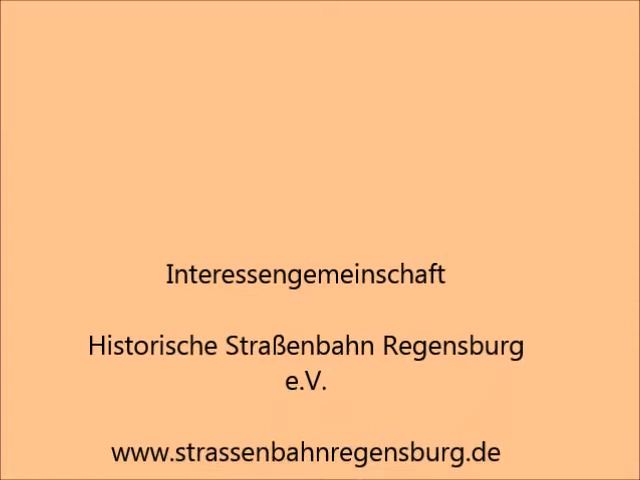 Interessengemeinschaft
Historische Straßenbahn Regensburg
e.V.
www.strassenbahnregensburg.de